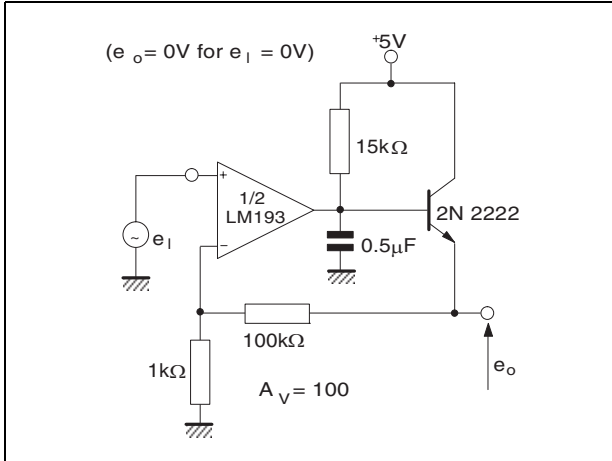 (e o = 0V for e I = 0V)
+5V
15kΩ
1/2
LM193
+
−
2N 2222
~
e I
0.5μF
100kΩ
1kΩ
A V = 100
e o